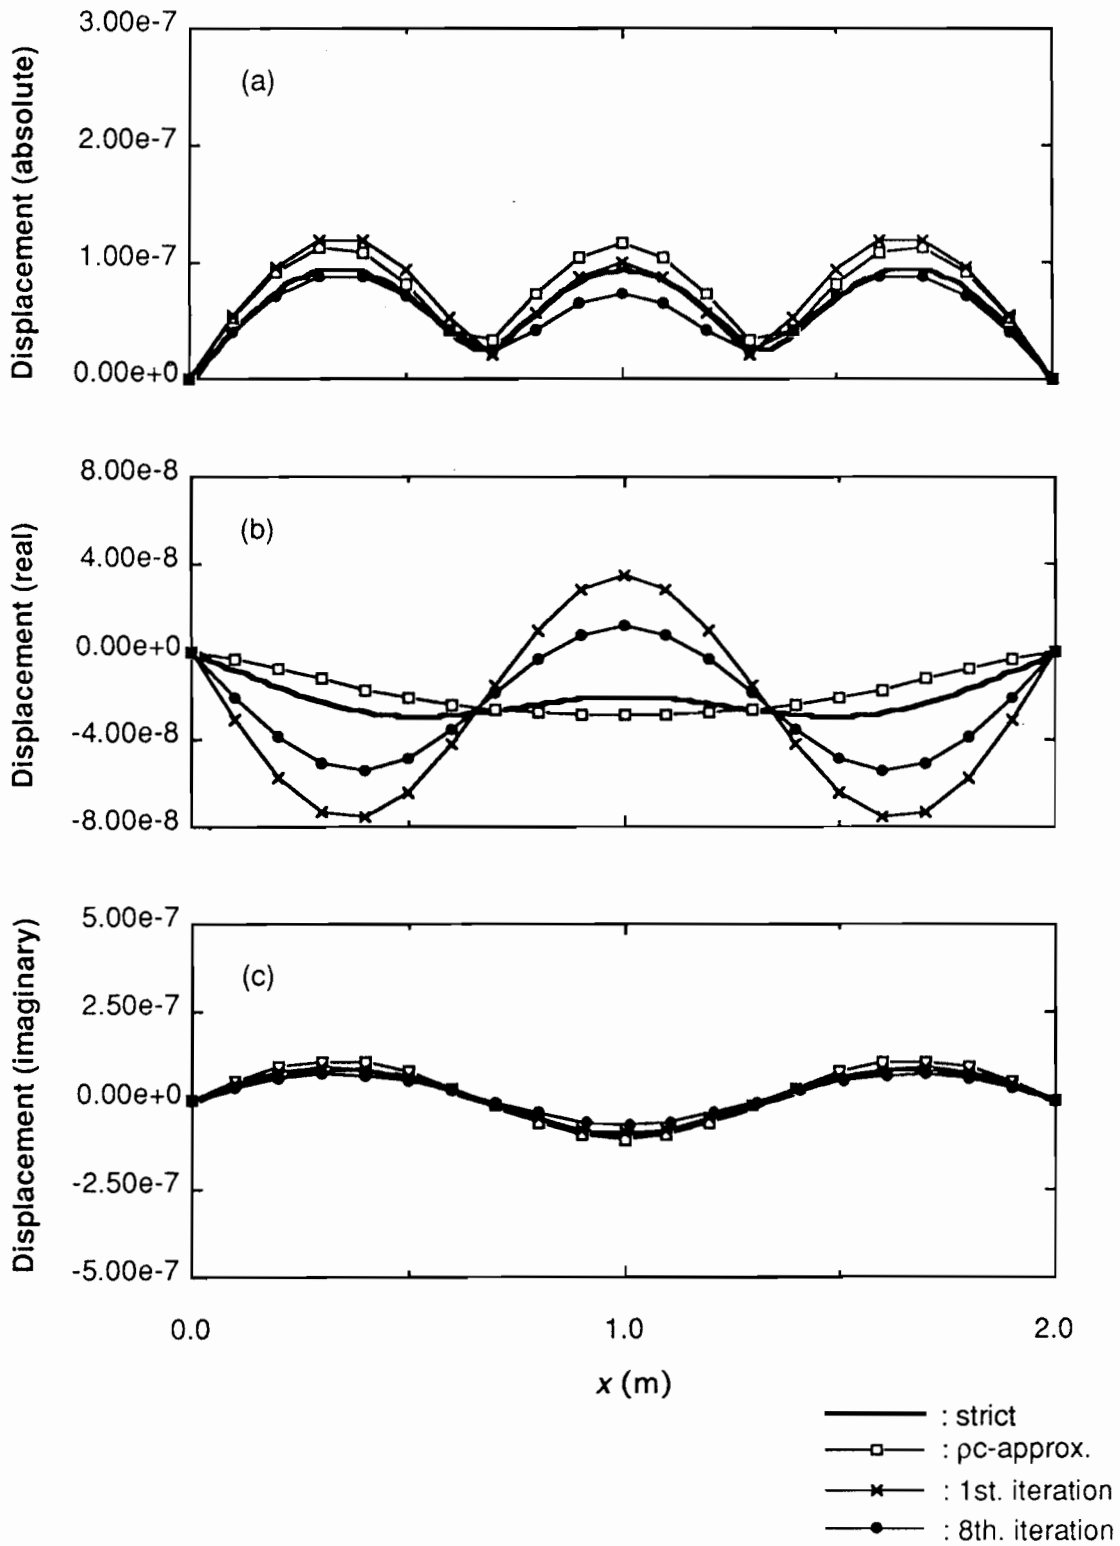 Displacement (absolute)
3.00e-7
2.00e-7
1.00e-7
0.00e+0
(a)
Displacement (real)
8.00e-8
4.00e-8
0.00e+0
-4.00e-8
-8.00e-8
(b)
Displacement (imaginary)
5.00e-7
2.50e-7
0.00e+0
-2.50e-7
-5.00e-7
(c)
0.0
1.0
2.0
x (m)
: strict
: ρc-approx.
: 1st. iteration
: 8th. iteration